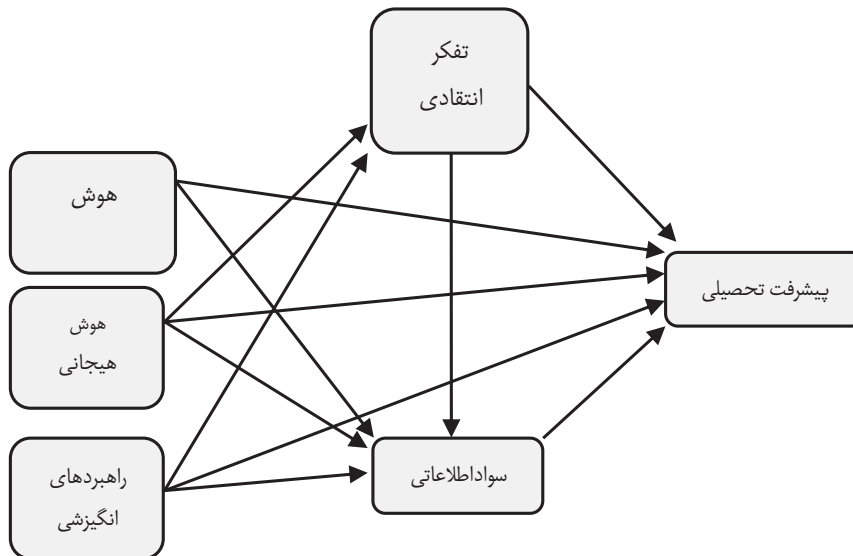 تفکر
انتقادی
هوش
پیشرفت تحصیلی
هوش
هیجانی
راهبردهای
انگیزشی
سواداطلاعاتی